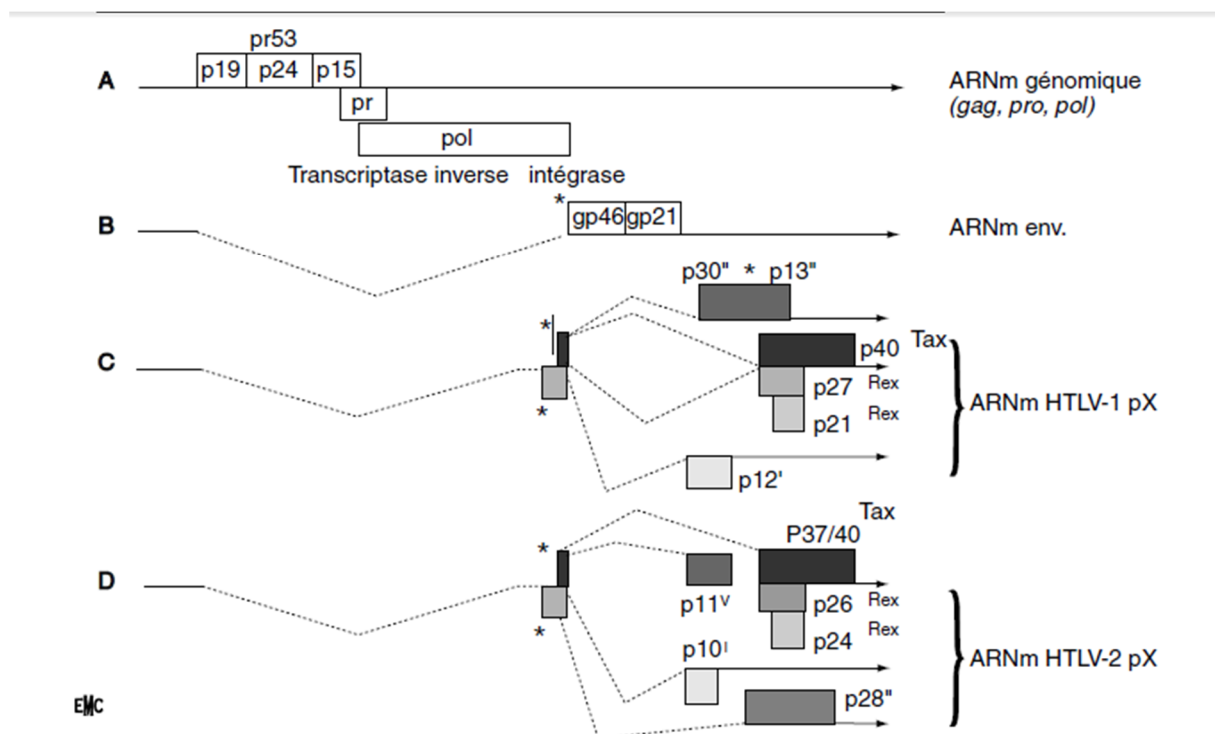 pr53
A p19 p24 p15 ARNm génomique
pr (gag, pro, pol)
pol
Transcriptase inverse intégrase
*
B gp46 gp21 ARNm env.
p30" * p13"
* Tax
C p40
p27 Rex ARNm HTLV-1 pX
* p21 Rex
p12'
Tax
* P37/40
D p11V p26 Rex
* p24 Rex
p10I ARNm HTLV-2 pX
p28"
EMC